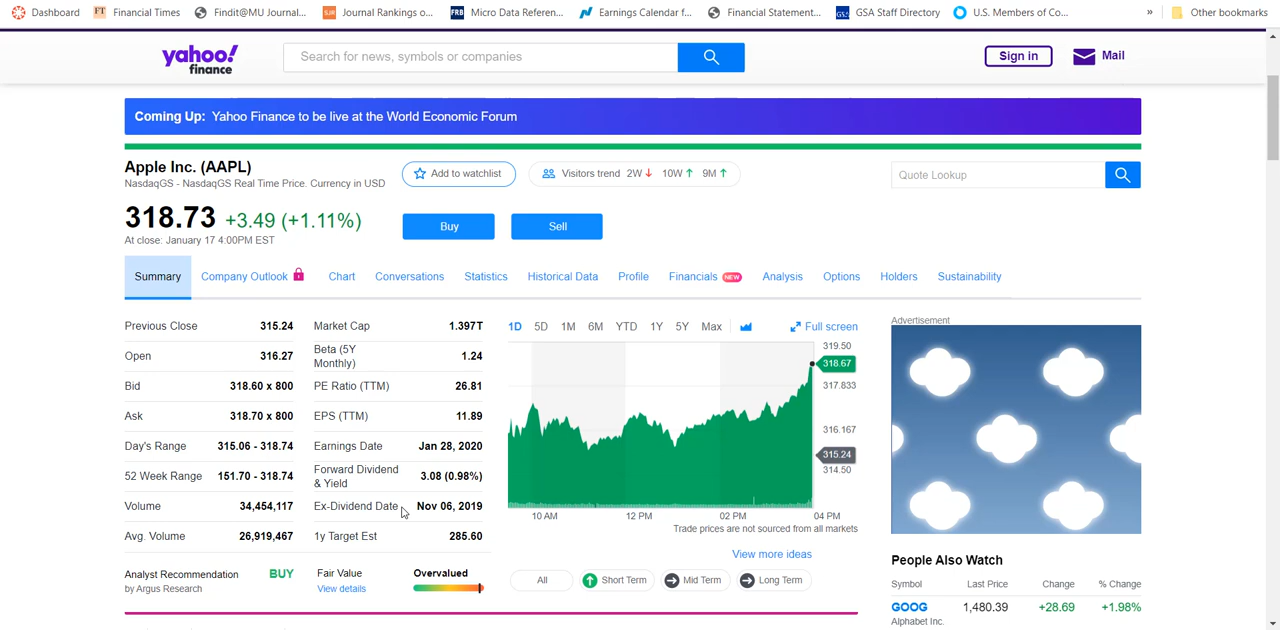 Dashboard Financial Times Findit@MU Journal... Journal Rankings o... Micro Data Referen... Earnings Calendar f... Financial Statement... GSA Staff Directory U.S. Members of Co... » Other bookmarks
yahoo! finance
Search for news, symbols or companies
Sign in
Mail
Coming Up: Yahoo Finance to be live at the World Economic Forum
Apple Inc. (AAPL)
NasdaqGS - NasdaqGS Real Time Price. Currency in USD
Add to watchlist
Visitors trend 2W↓ 10W↑ 9M↑
Quote Lookup
318.73 +3.49 (+1.11%)
At close: January 17 4:00PM EST
Buy
Sell
Summary Company Outlook Chart Conversations Statistics Historical Data Profile Financials NEW Analysis Options Holders Sustainability
Previous Close 315.24
Open 316.27
Bid 318.60 x 800
Ask 318.70 x 800
Day's Range 315.06 - 318.74
52 Week Range 151.70 - 318.74
Volume 34,454,117
Avg. Volume 26,919,467
Market Cap 1.397T
Beta (5Y
Monthly) 1.24
PE Ratio (TTM) 26.81
EPS (TTM) 11.89
Earnings Date Jan 28, 2020
Forward Dividend
& Yield 3.08 (0.98%)
Ex-Dividend Date Nov 06, 2019
1y Target Est 285.60
Analyst Recommendation BUY
by Argus Research
Fair Value Overvalued
View details
1D 5D 1M 6M YTD 1Y 5Y Max
Full screen
319.50
318.67
317.833
316.167
315.24
314.50
10 AM 12 PM 02 PM 04 PM
Trade prices are not sourced from all markets
View more ideas
All Short Term Mid Term Long Term
Advertisement
People Also Watch
Symbol Last Price Change % Change
GOOG 1,480.39 +28.69 +1.98%
Alphabet Inc.